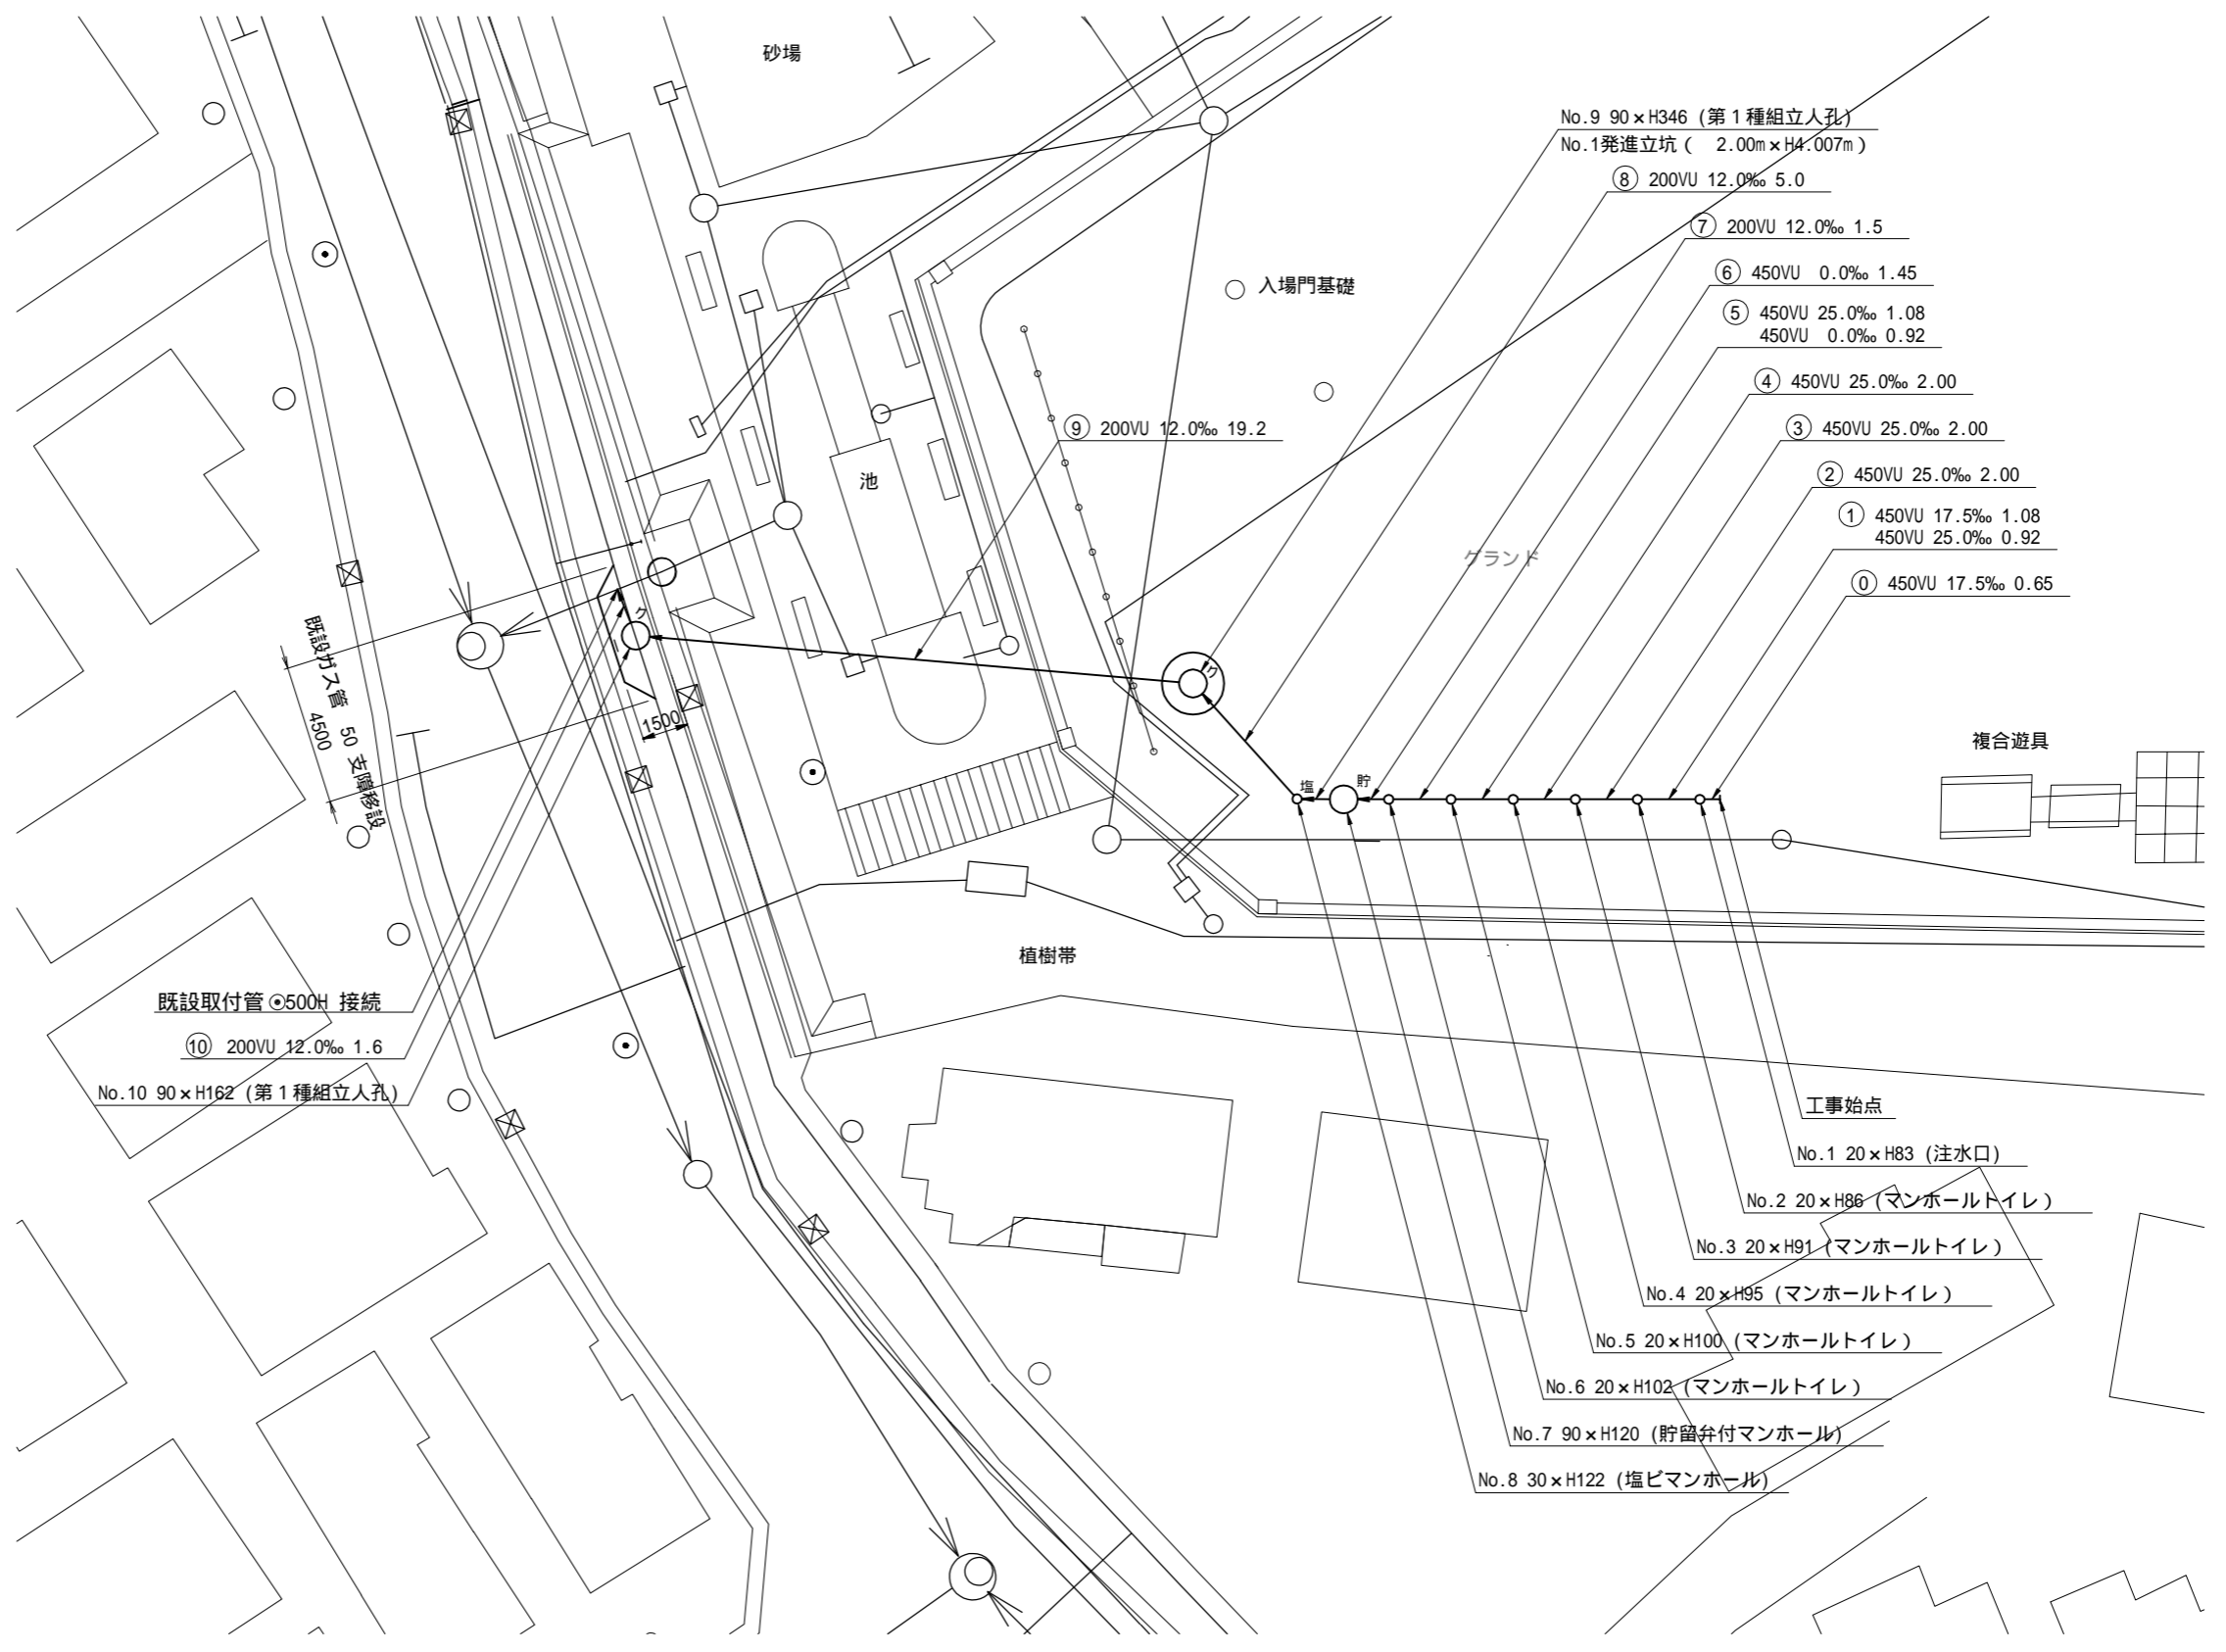 砂場
No.9 90×H346 (第1種組立人孔)
No.1発進立坑( 2.00m×H4.007m)
⑧ 200VU 12.0‰ 5.0
⑦ 200VU 12.0‰ 1.5
⑥ 450VU 0.0‰ 1.45
入場門基礎
⑤ 450VU 25.0‰ 1.08
450VU 0.0‰ 0.92
④ 450VU 25.0‰ 2.00
⑨ 200VU 12.0‰ 19.2
③ 450VU 25.0‰ 2.00
池
② 450VU 25.0‰ 2.00
① 450VU 17.5‰ 1.08
450VU 25.0‰ 0.92
グランド
⓪ 450VU 17.5‰ 0.65
ク
ク
既設ガス管 50 支障移設
4500
1500
複合遊具
塩
貯
植樹帯
既設取付管⦿500H 接続
⑩ 200VU 12.0‰ 1.6
No.10 90×H162 (第1種組立人孔)
工事始点
No.1 20×H83 (注水口)
No.2 20×H86 (マンホールトイレ)
No.3 20×H91 (マンホールトイレ)
No.4 20×H95 (マンホールトイレ)
No.5 20×H100 (マンホールトイレ)
No.6 20×H102 (マンホールトイレ)
No.7 90×H120 (貯留弁付マンホール)
No.8 30×H122 (塩ビマンホール)